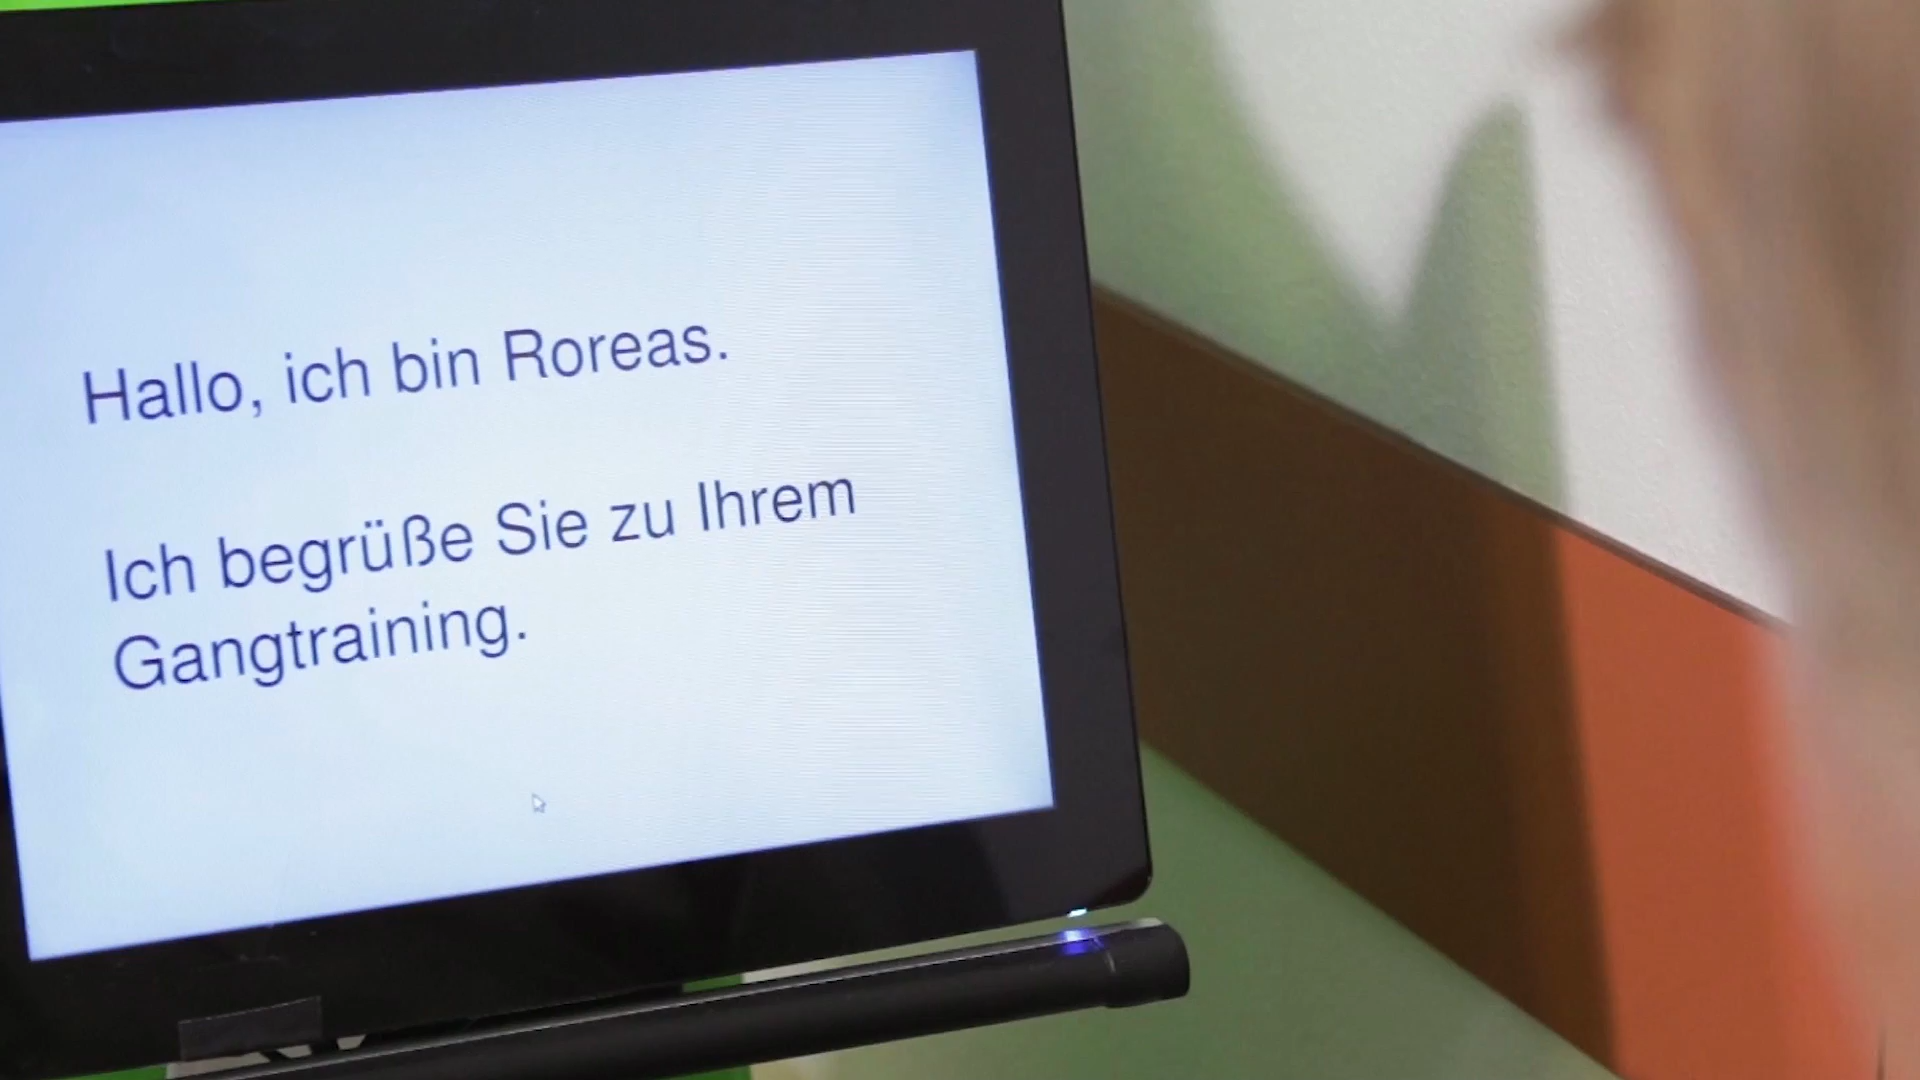 Hallo, ich bin Roreas.
Ich begrüße Sie zu Ihrem
Gangtraining.